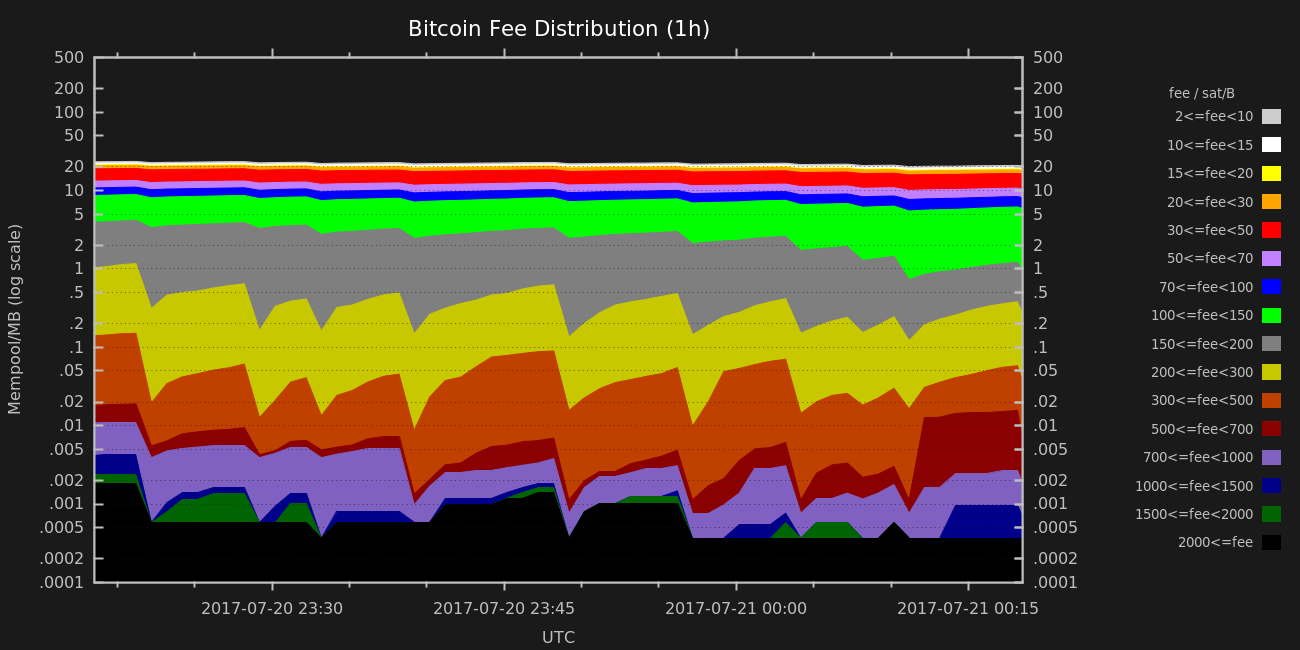 Bitcoin Fee Distribution (1h)
500 500
200 200
100 100
50 50
20 20
10 10
5 5
2 2
1 1
.5 .5
.2 .2
.1 .1
.05 .05
.02 .02
.01 .01
.005 .005
.002 .002
.001 .001
.0005 .0005
.0002 .0002
.0001 .0001
Mempool/MB (log scale)
2017-07-20 23:30 2017-07-20 23:45 2017-07-21 00:00 2017-07-21 00:15
UTC
fee / sat/B
2<=fee<10
10<=fee<15
15<=fee<20
20<=fee<30
30<=fee<50
50<=fee<70
70<=fee<100
100<=fee<150
150<=fee<200
200<=fee<300
300<=fee<500
500<=fee<700
700<=fee<1000
1000<=fee<1500
1500<=fee<2000
2000<=fee